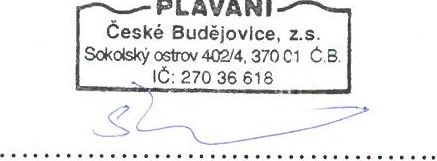 PLAVÁNÍ
České Budějovice, z.s.
Sokolský ostrov 402/4, 370 01 Č.B.
IČ: 270 36 618